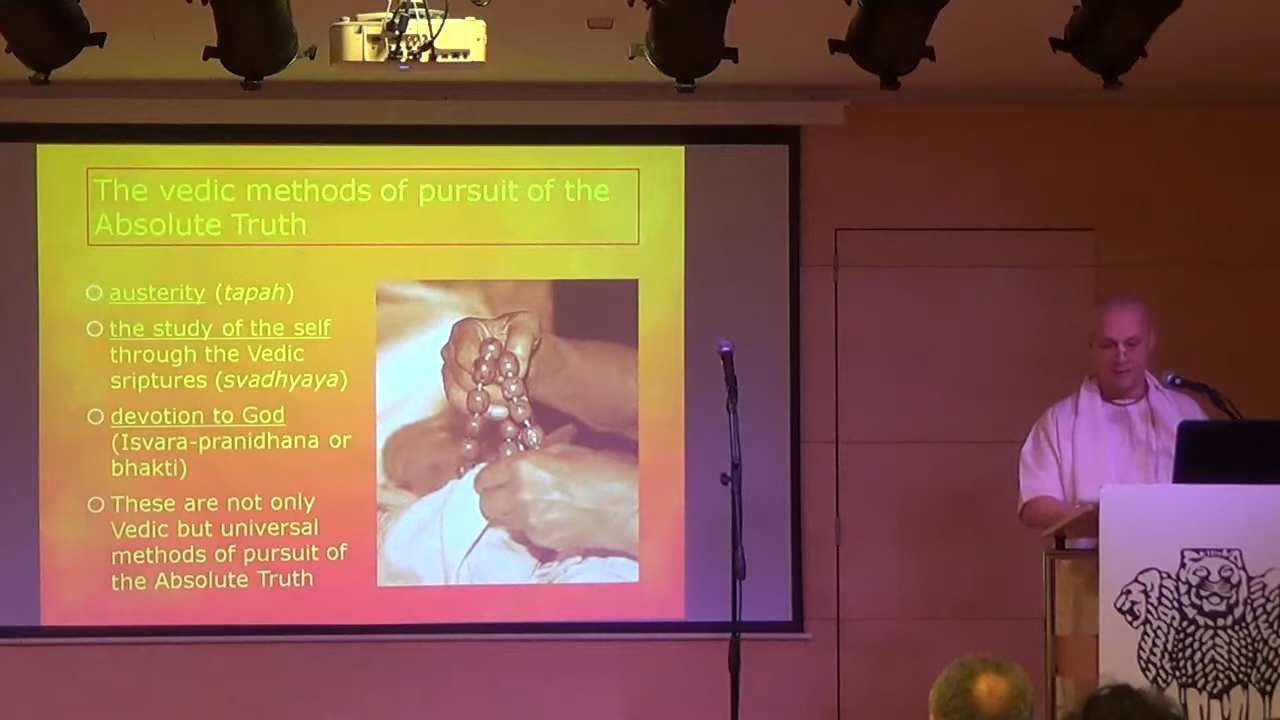 The vedic methods of pursuit of the
Absolute Truth
austerity (tapah)
the study of the self
through the Vedic
sriptures (svadhyaya)
devotion to God
(Isvara-pranidhana or
bhakti)
These are not only
Vedic but universal
methods of pursuit of
the Absolute Truth